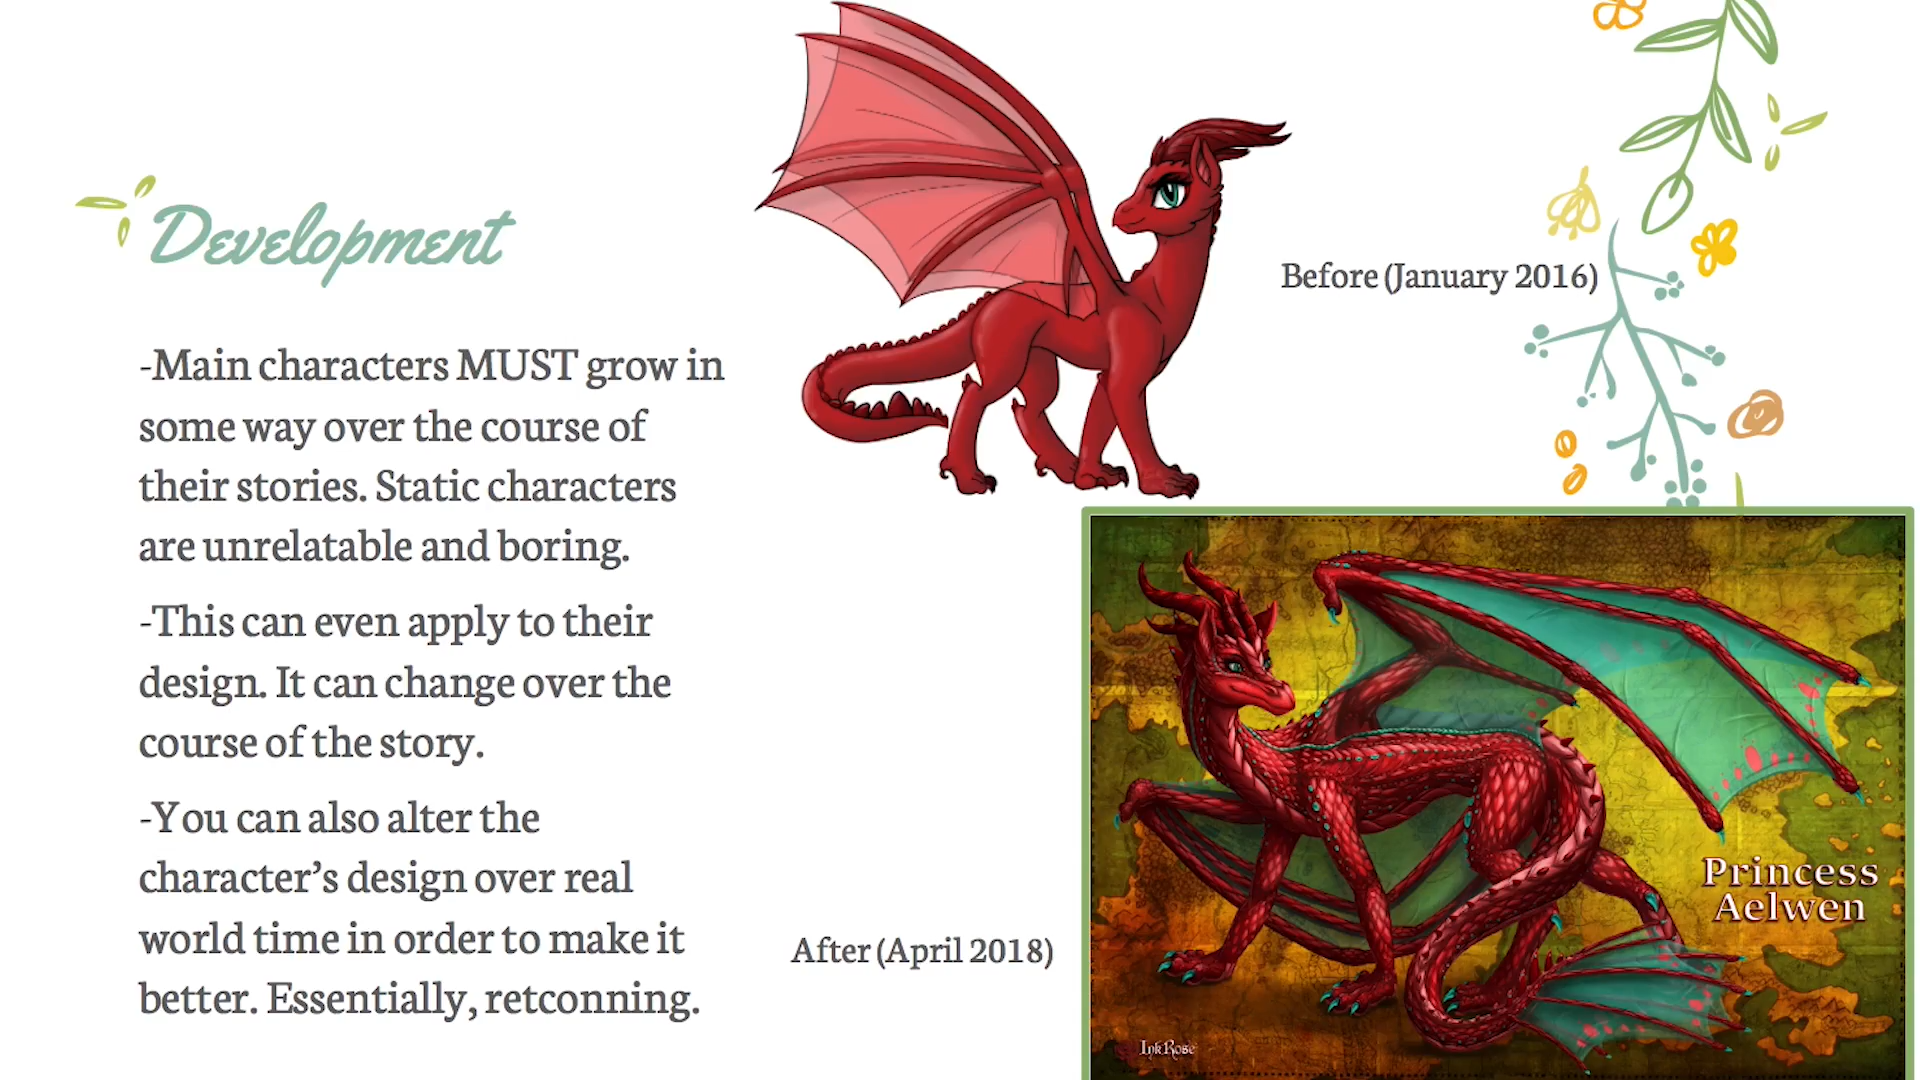 Development
-Main characters MUST grow in
some way over the course of
their stories. Static characters
are unrelatable and boring.
-This can even apply to their
design. It can change over the
course of the story.
-You can also alter the
character’s design over real
world time in order to make it
better. Essentially, retconning.
Before (January 2016)
After (April 2018)
Princess
Aelwen
InkRose